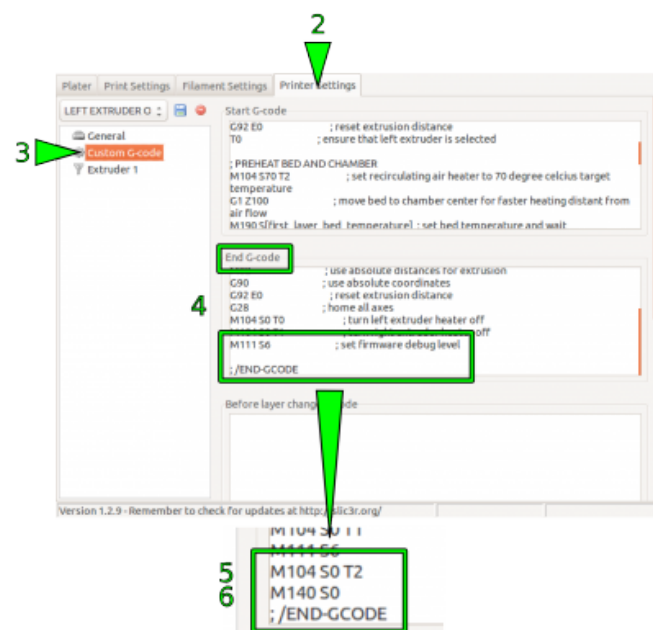 2
Plater Print Settings Filament Settings Printer Settings
LEFT EXTRUDER O
Start G-code
G92 E0 ; reset extrusion distance
T0 ; ensure that left extruder is selected
3
General
Custom G-code
Extruder 1
; PREHEAT BED AND CHAMBER
M104 S70 T2 ; set recirculating air heater to 70 degree celcius target
temperature
G1 Z100 ; move bed to chamber center for faster heating distant from
air flow
M190 S[first_layer_bed_temperature] ; set bed temperature and wait
End G-code
; use absolute distances for extrusion
G90 ; use absolute coordinates
G92 E0 ; reset extrusion distance
4
G28 ; home all axes
M104 S0 T0 ; turn left extruder heater off
off
M111 S6 ; set firmware debug level
; /END-GCODE
Before layer change
Version 1.2.9 - Remember to check for updates at http://slic3r.org/
M104 S0 T1
M111 S6
5
M104 S0 T2
6
M140 S0
; /END-GCODE